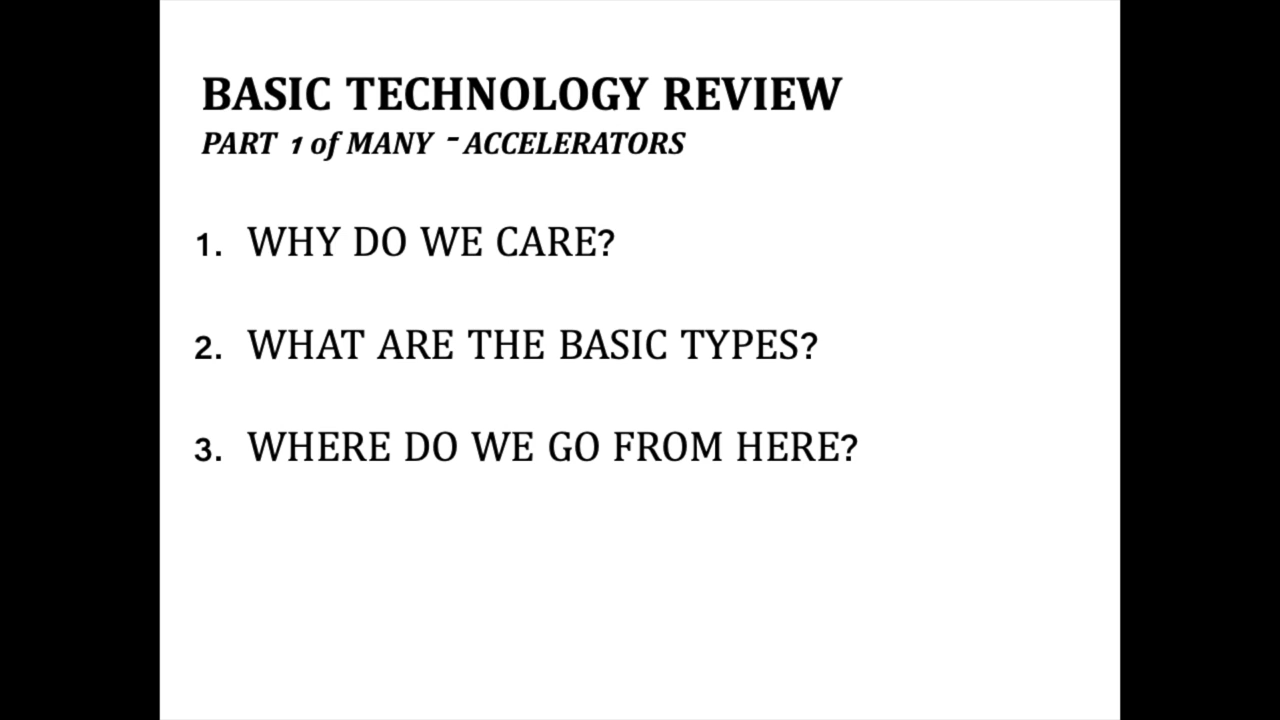 BASIC TECHNOLOGY REVIEW
PART 1 of MANY - ACCELERATORS
1. WHY DO WE CARE?
2. WHAT ARE THE BASIC TYPES?
3. WHERE DO WE GO FROM HERE?